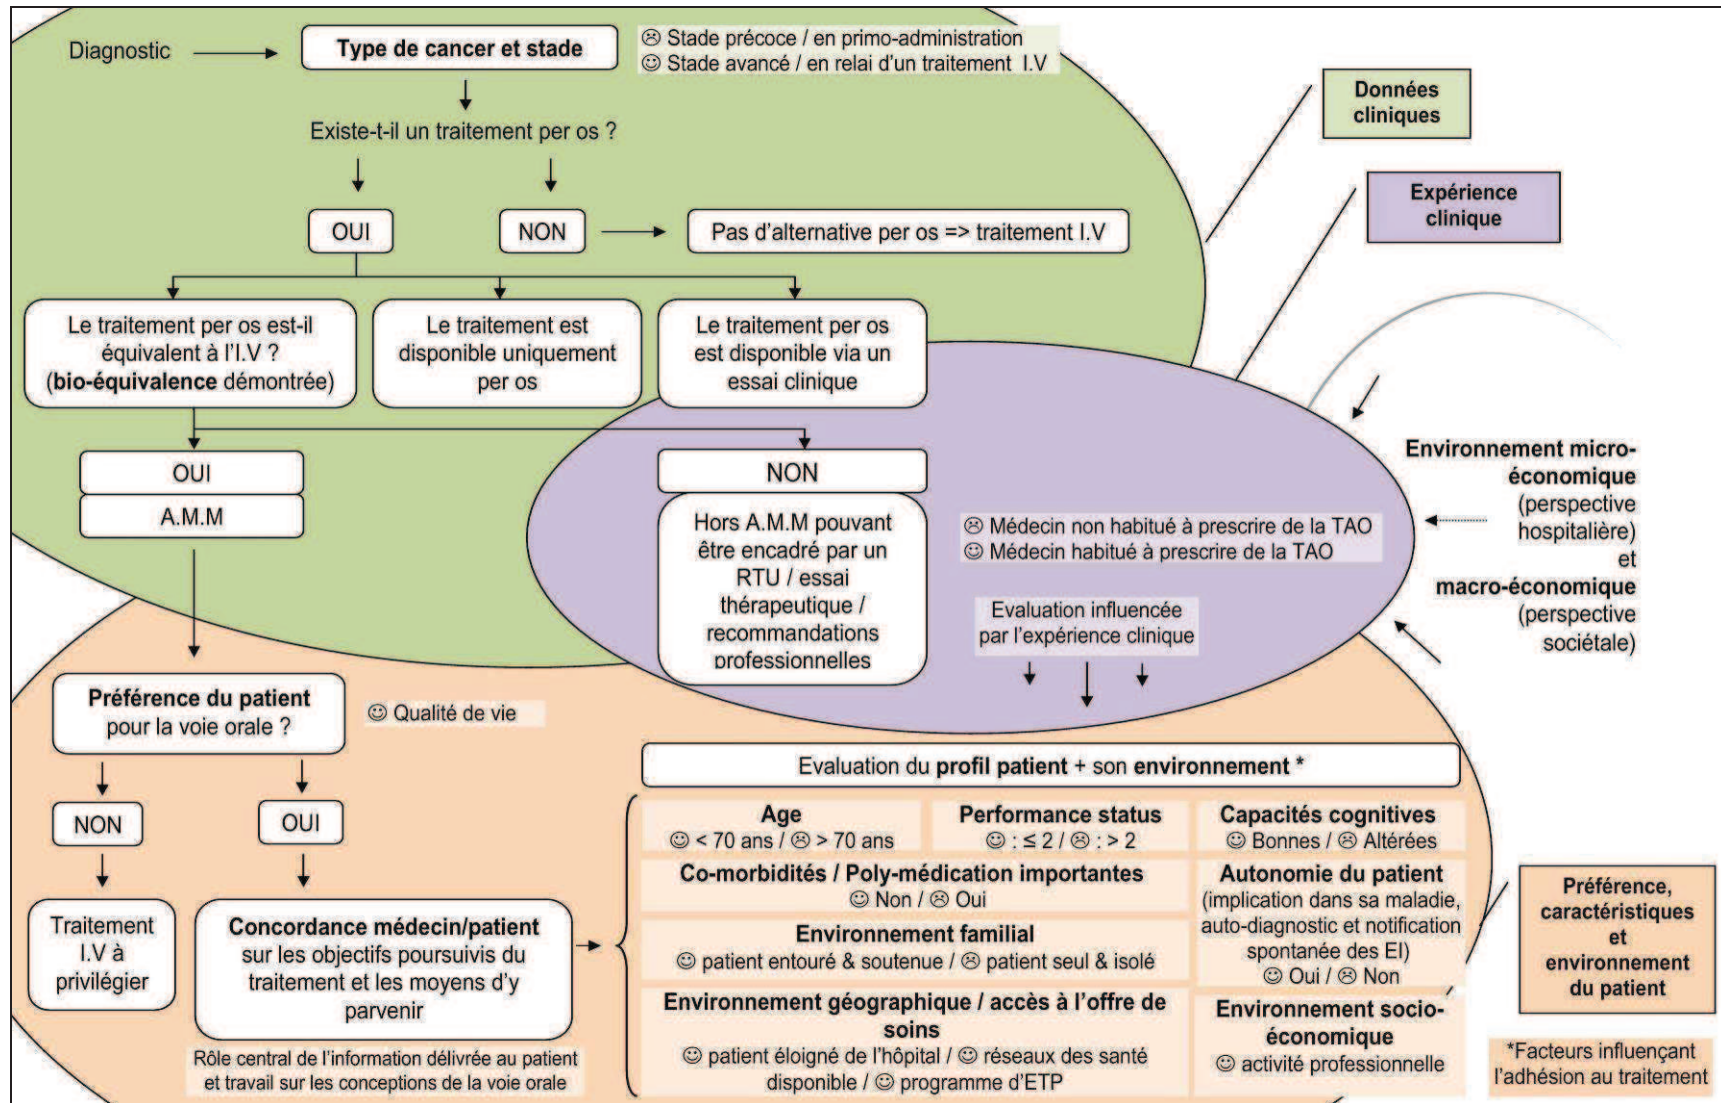 Diagnostic
Type de cancer et stade
☹ Stade précoce / en primo-administration
☺ Stade avancé / en relai d'un traitement I.V
Existe-t-il un traitement per os ?
OUI
NON
Pas d'alternative per os => traitement I.V
Le traitement per os est-il
équivalent à l'I.V ?
(bio-équivalence démontrée)
Le traitement est
disponible uniquement
per os
Le traitement per os
est disponible via un
essai clinique
OUI
A.M.M
NON
Hors A.M.M pouvant
être encadré par un
RTU / essai
thérapeutique /
recommandations
professionnelles
☹ Médecin non habitué à prescrire de la TAO
☺ Médecin habitué à prescrire de la TAO
Evaluation influencée
par l'expérience clinique
Données
cliniques
Expérience
clinique
Environnement micro-
économique
(perspective
hospitalière)
et
macro-économique
(perspective
sociétale)
Préférence du patient
pour la voie orale ?
☺ Qualité de vie
NON
OUI
Traitement
I.V à
privilégier
Concordance médecin/patient
sur les objectifs poursuivis du
traitement et les moyens d'y
parvenir
Rôle central de l'information délivrée au patient
et travail sur les conceptions de la voie orale
Evaluation du profil patient + son environnement *
Age
☺ < 70 ans / ☹ > 70 ans
Performance status
☺ : ≤ 2 / ☹ : > 2
Capacités cognitives
☺ Bonnes / ☹ Altérées
Co-morbidités / Poly-médication importantes
☺ Non / ☹ Oui
Autonomie du patient
(implication dans sa maladie,
auto-diagnostic et notification
spontanée des EI)
☺ Oui / ☹ Non
Environnement familial
☺ patient entouré & soutenue / ☹ patient seul & isolé
Environnement géographique / accès à l'offre de
soins
☺ patient éloigné de l'hôpital / ☺ réseaux des santé
disponible / ☺ programme d'ETP
Environnement socio-
économique
☺ activité professionnelle
Préférence,
caractéristiques
et
environnement
du patient
*Facteurs influençant
l'adhésion au traitement